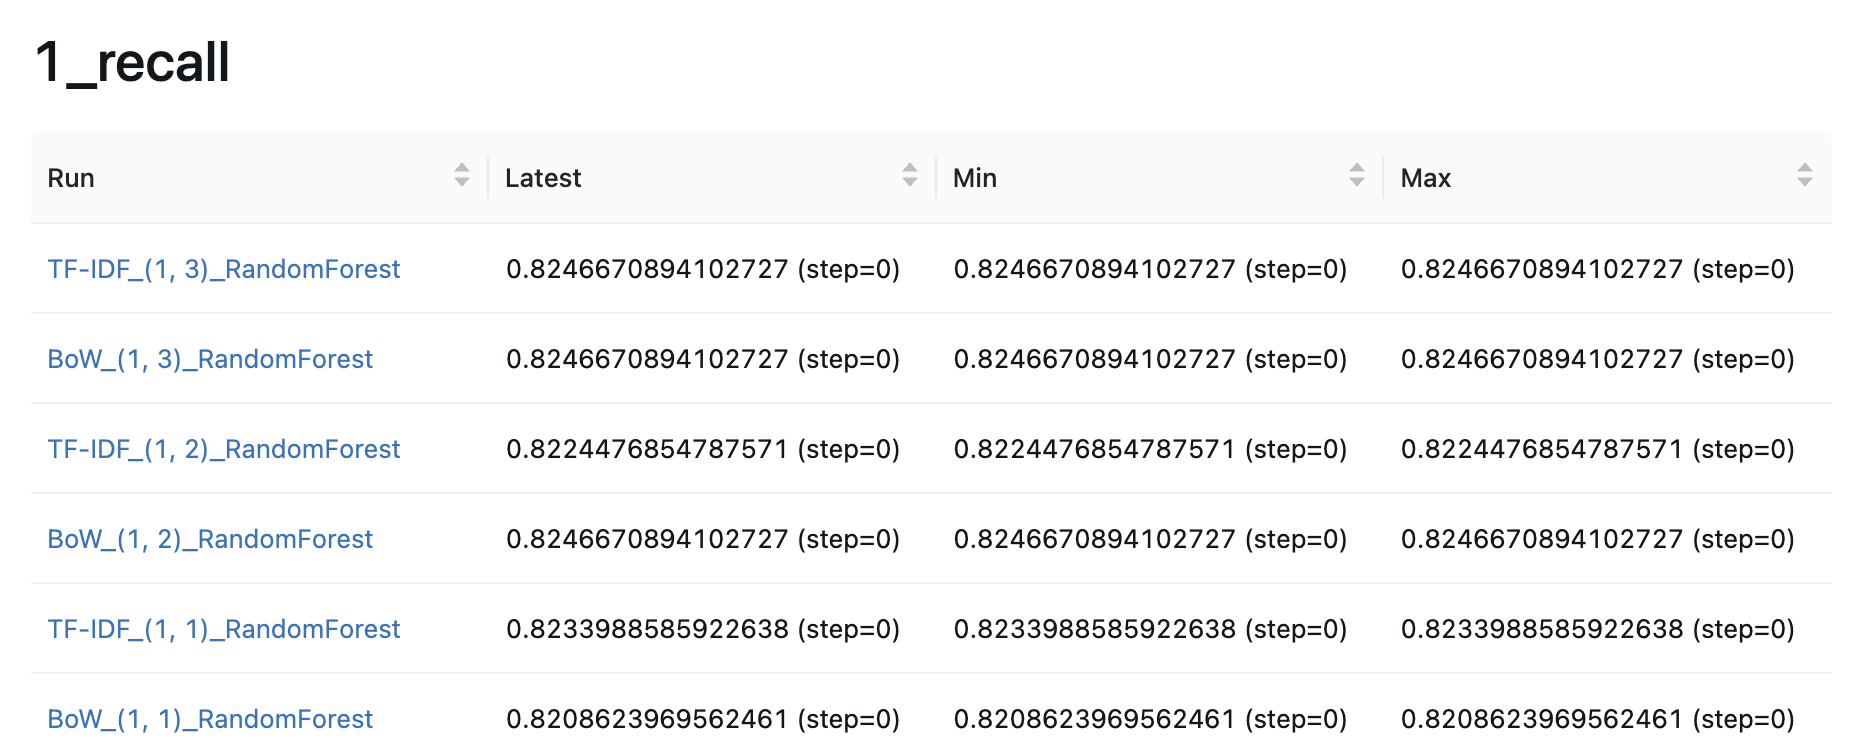 1_recall
Run Latest Min Max
TF-IDF_(1, 3)_RandomForest 0.8246670894102727 (step=0) 0.8246670894102727 (step=0) 0.8246670894102727 (step=0)
BoW_(1, 3)_RandomForest 0.8246670894102727 (step=0) 0.8246670894102727 (step=0) 0.8246670894102727 (step=0)
TF-IDF_(1, 2)_RandomForest 0.8224476854787571 (step=0) 0.8224476854787571 (step=0) 0.8224476854787571 (step=0)
BoW_(1, 2)_RandomForest 0.8246670894102727 (step=0) 0.8246670894102727 (step=0) 0.8246670894102727 (step=0)
TF-IDF_(1, 1)_RandomForest 0.8233988585922638 (step=0) 0.8233988585922638 (step=0) 0.8233988585922638 (step=0)
BoW_(1, 1)_RandomForest 0.8208623969562461 (step=0) 0.8208623969562461 (step=0) 0.8208623969562461 (step=0)